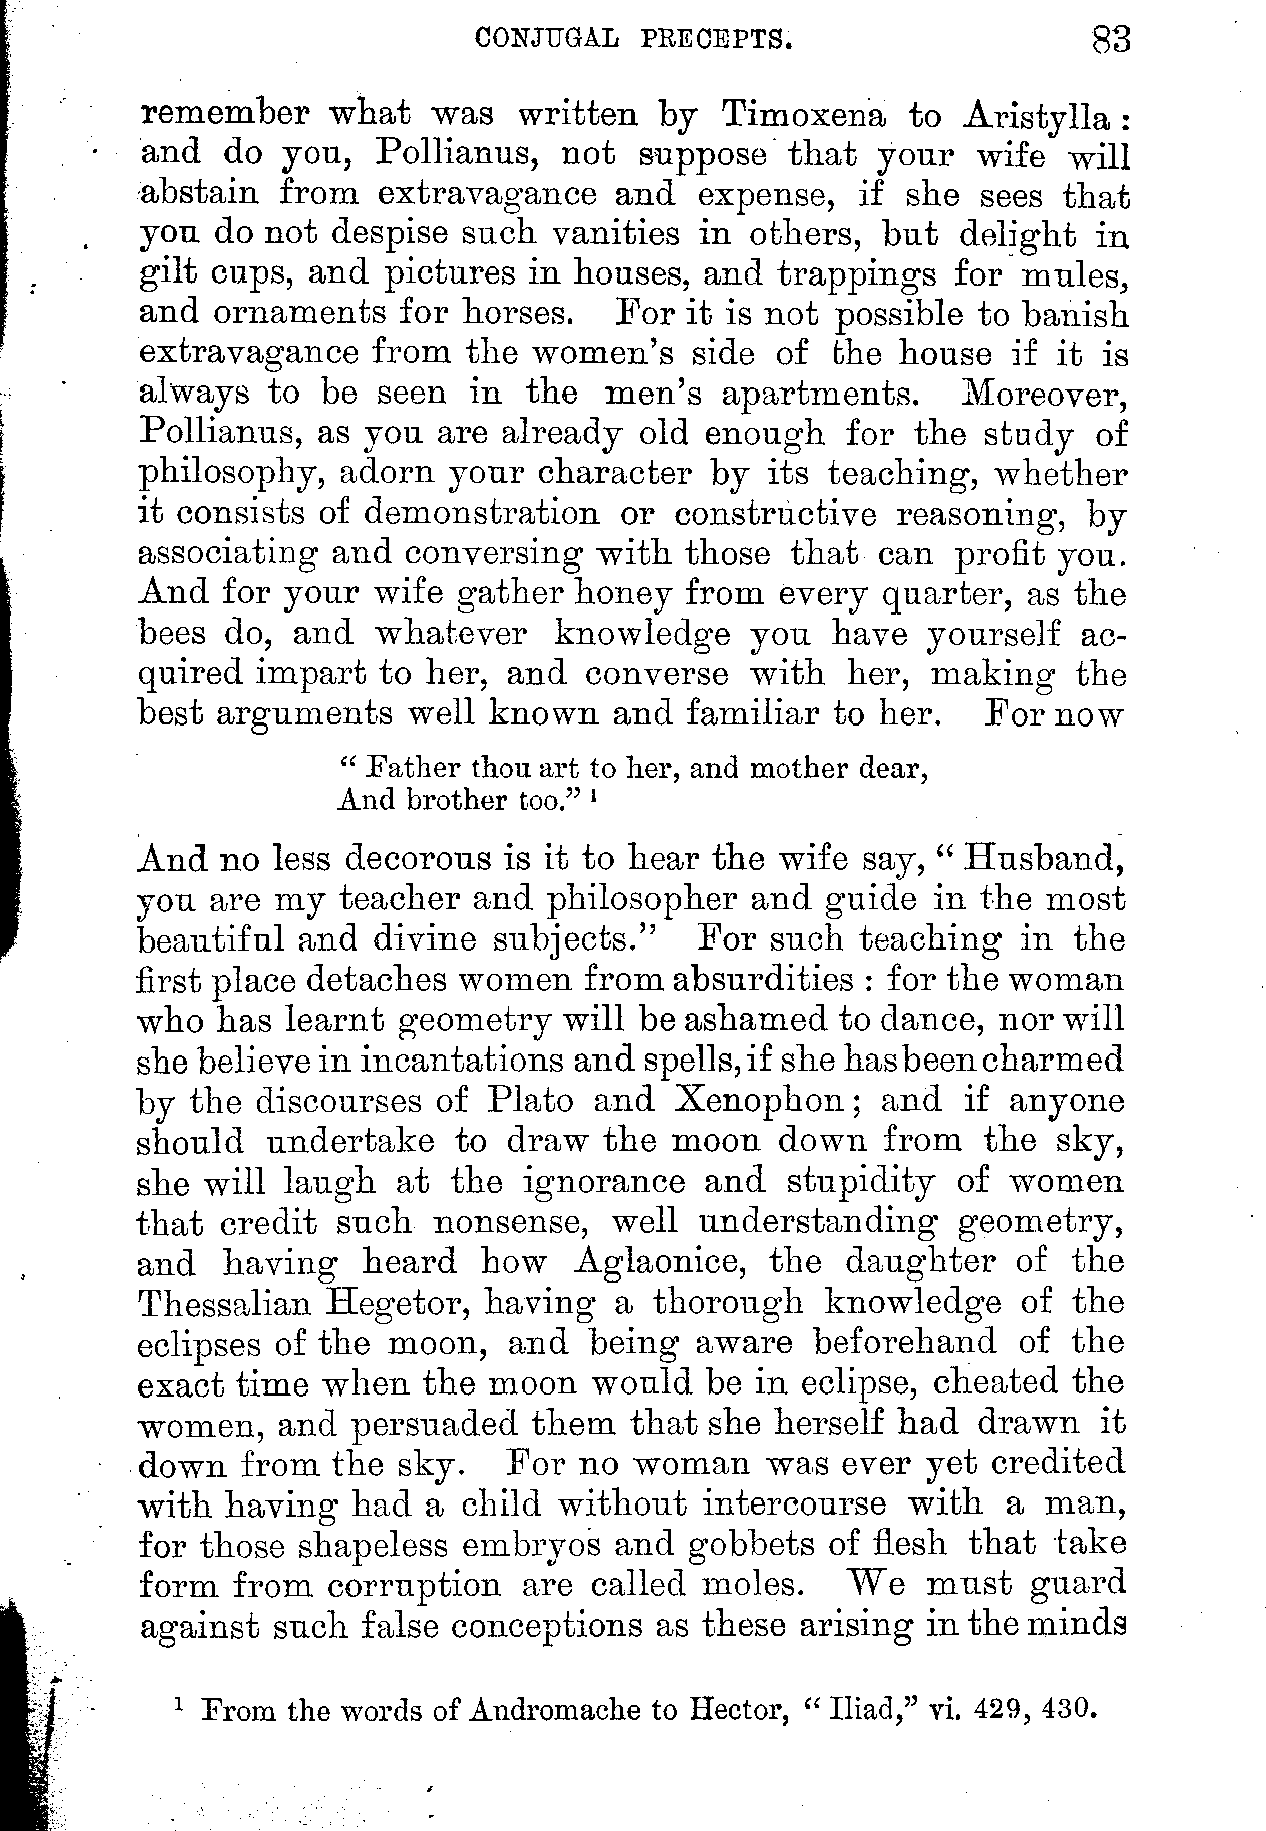 CONJUGAL PRECEPTS. 83
remember what was written by Timoxena to Aristylla :
and do you, Pollianus, not suppose that your wife will
abstain from extravagance and expense, if she sees that
you do not despise such vanities in others, but delight in
gilt cups, and pictures in houses, and trappings for mules,
and ornaments for horses. For it is not possible to banish
extravagance from the women's side of the house if it is
always to be seen in the men's apartments. Moreover,
Pollianus, as you are already old enough for the study of
philosophy, adorn your character by its teaching, whether
it consists of demonstration or constructive reasoning, by
associating and conversing with those that can profit you.
And for your wife gather honey from every quarter, as the
bees do, and whatever knowledge you have yourself ac-
quired impart to her, and converse with her, making the
best arguments well known and familiar to her. For now
“ Father thou art to her, and mother dear,
And brother too.” ¹
And no less decorous is it to hear the wife say, “ Husband,
you are my teacher and philosopher and guide in the most
beautiful and divine subjects.” For such teaching in the
first place detaches women from absurdities : for the woman
who has learnt geometry will be ashamed to dance, nor will
she believe in incantations and spells, if she has been charmed
by the discourses of Plato and Xenophon ; and if anyone
should undertake to draw the moon down from the sky,
she will laugh at the ignorance and stupidity of women
that credit such nonsense, well understanding geometry,
and having heard how Aglaonice, the daughter of the
Thessalian Hegetor, having a thorough knowledge of the
eclipses of the moon, and being aware beforehand of the
exact time when the moon would be in eclipse, cheated the
women, and persuaded them that she herself had drawn it
down from the sky. For no woman was ever yet credited
with having had a child without intercourse with a man,
for those shapeless embryos and gobbets of flesh that take
form from corruption are called moles. We must guard
against such false conceptions as these arising in the minds
¹ From the words of Andromache to Hector, “ Iliad,” vi. 429, 430.